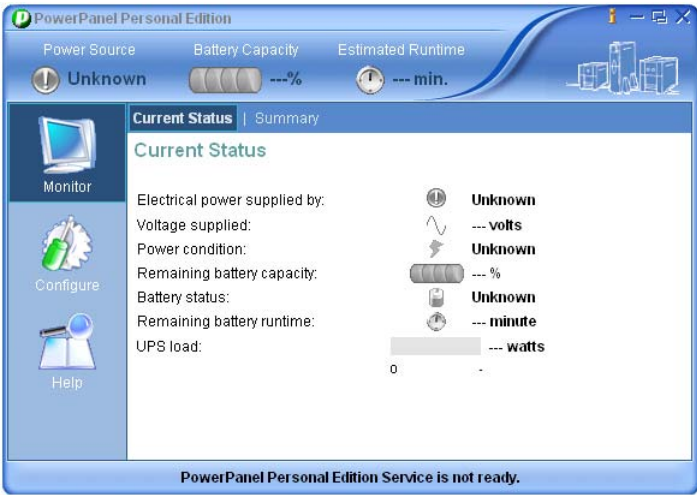 PowerPanel Personal Edition
Power Source Battery Capacity Estimated Runtime
Unknown ---% --- min.
Current Status | Summary
Current Status
Monitor
Electrical power supplied by: Unknown
Voltage supplied: --- volts
Power condition: Unknown
Remaining battery capacity: --- %
Battery status: Unknown
Remaining battery runtime: --- minute
UPS load: --- watts
0 -
Configure
Help
PowerPanel Personal Edition Service is not ready.